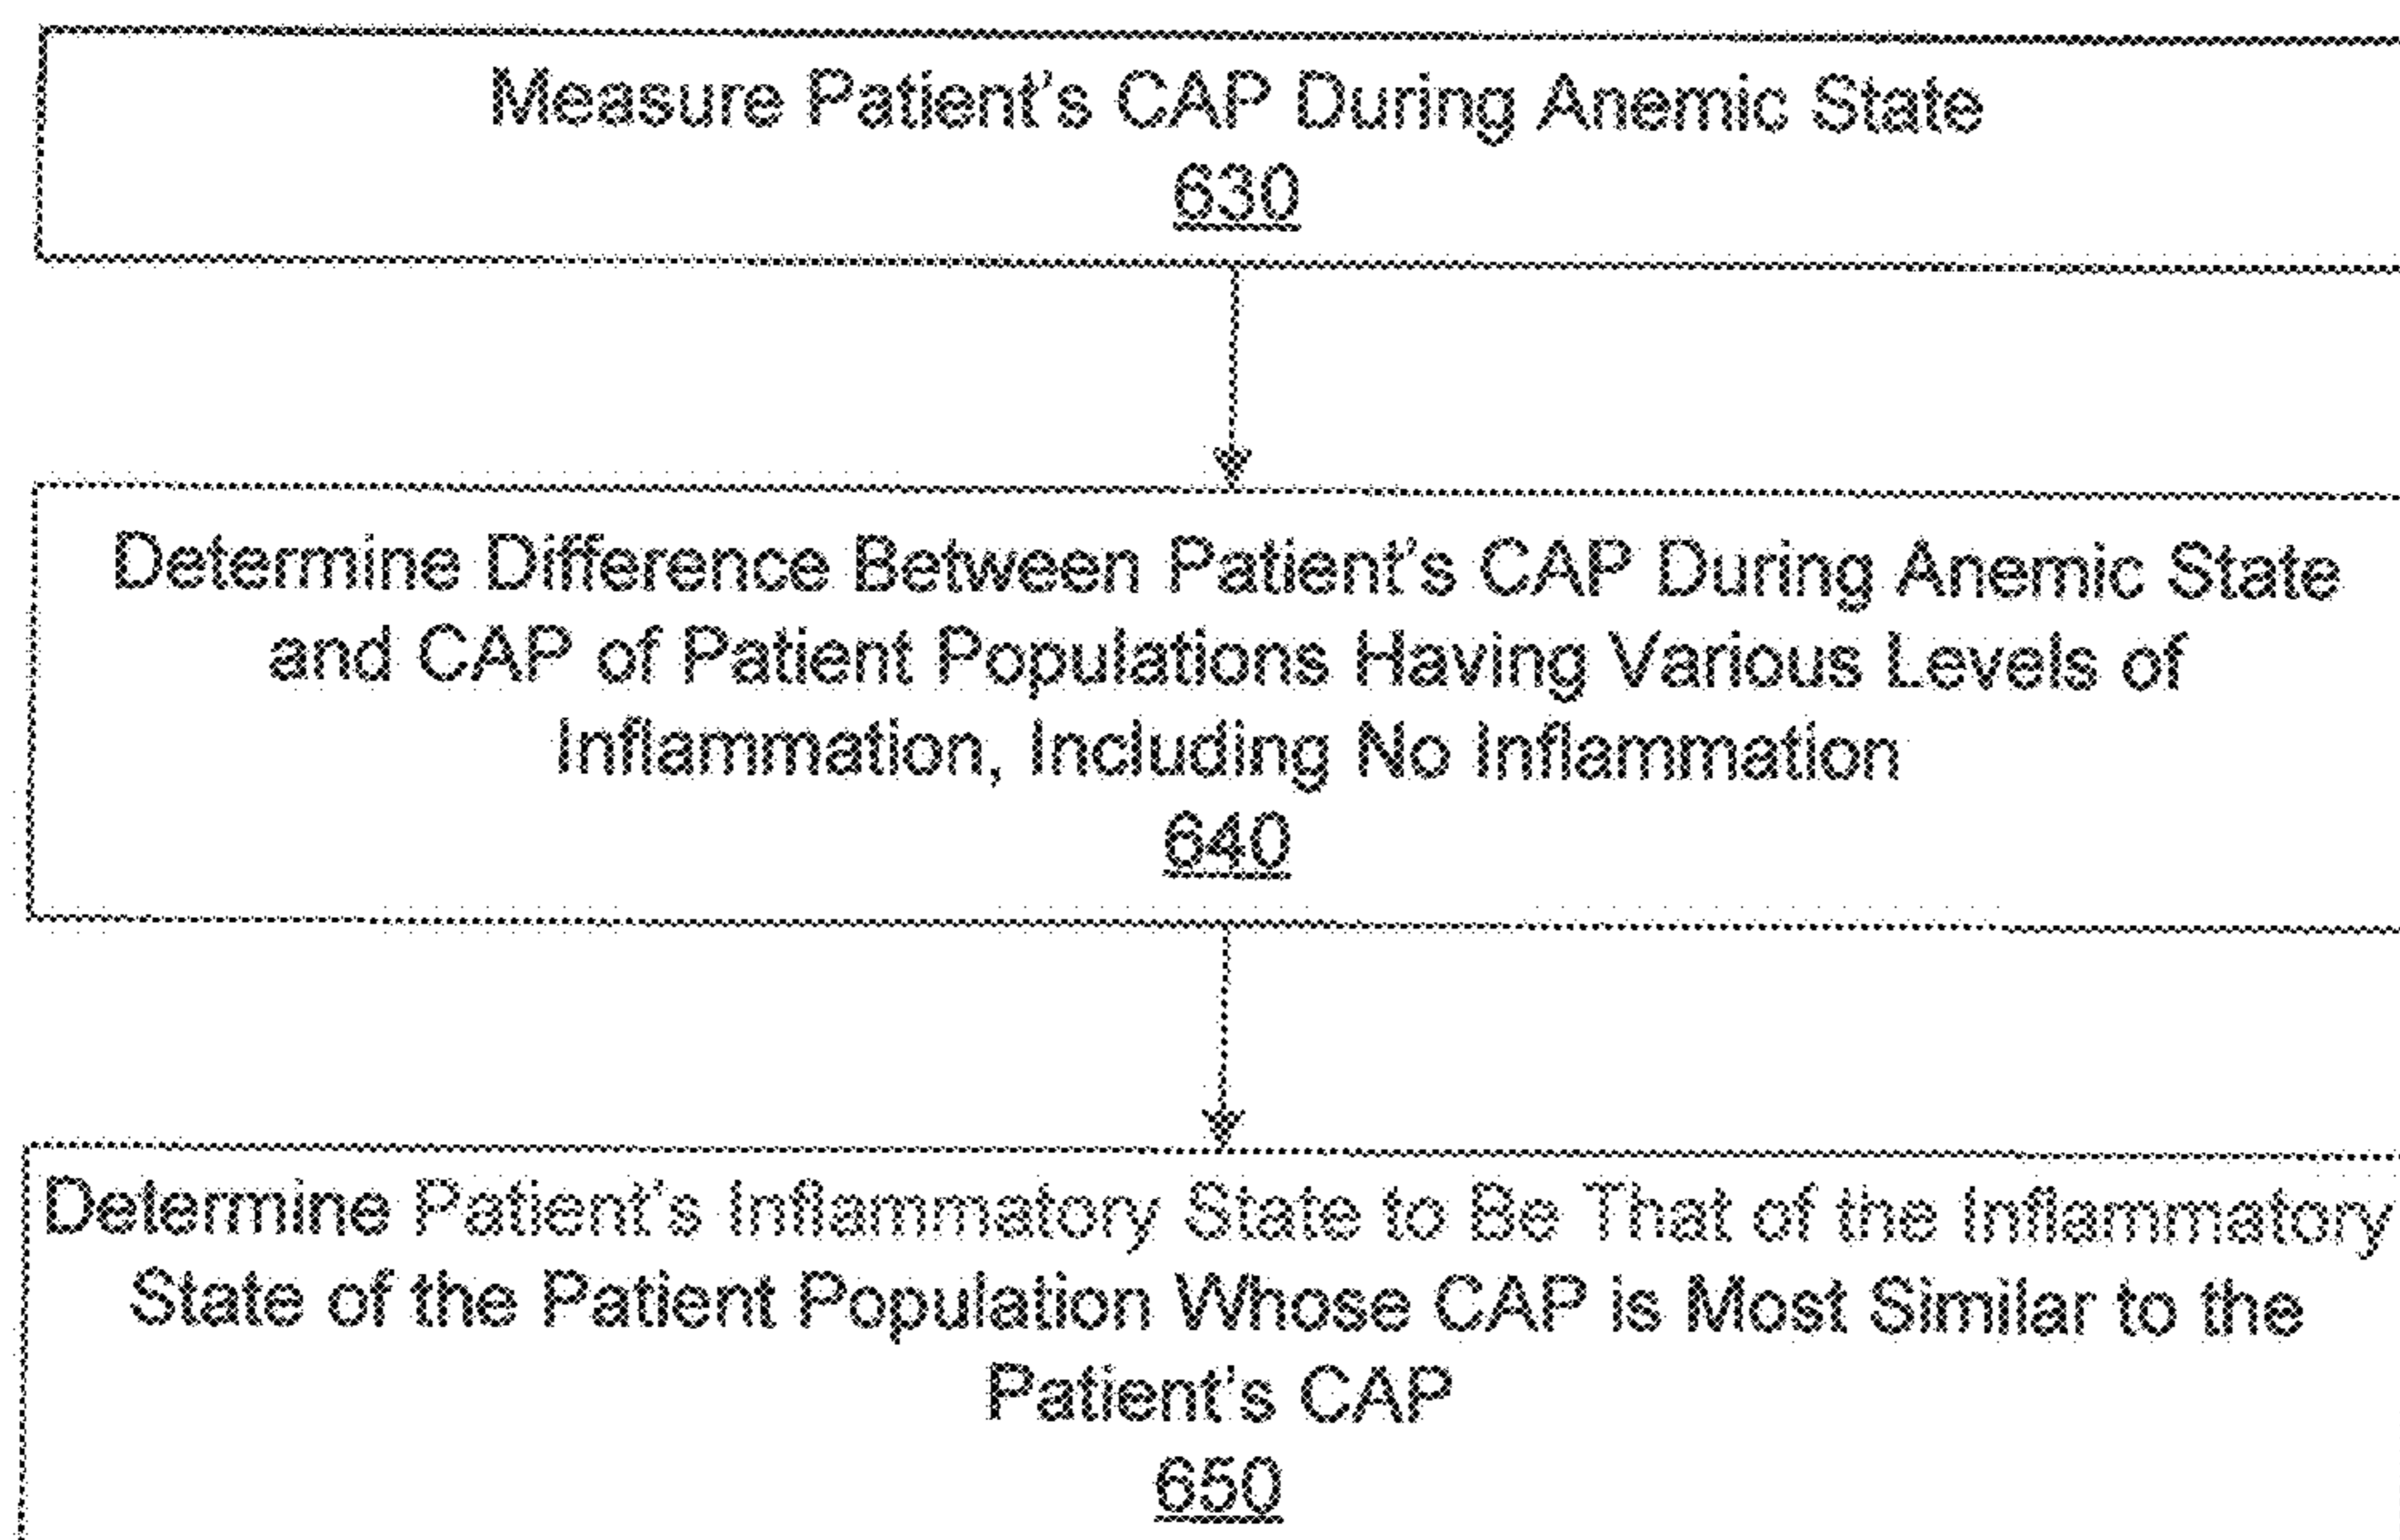 Measure Patient's CAP During Anemic State
630
Determine Difference Between Patient's CAP During Anemic State
and CAP of Patient Populations Having Various Levels of
Inflammation, Including No Inflammation
640
Determine Patient's Inflammatory State to Be That of the Inflammatory
State of the Patient Population Whose CAP is Most Similar to the
Patient's CAP
650